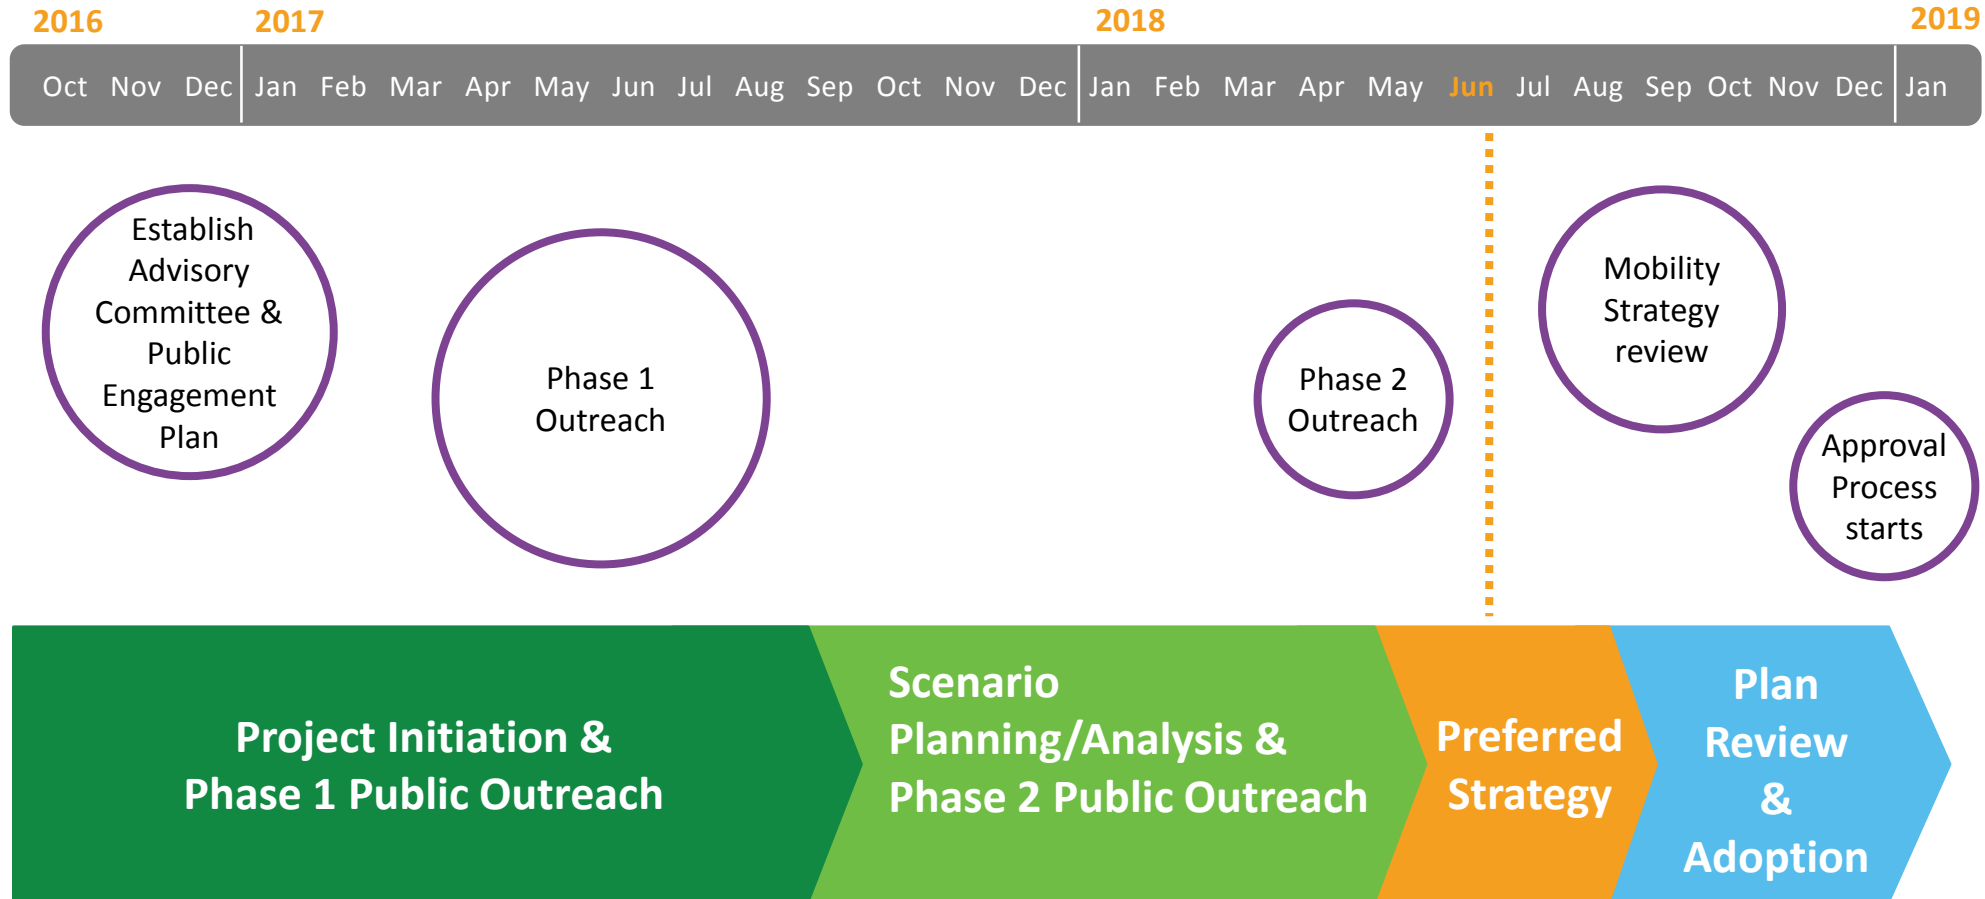 2016 2017 2018 2019
Oct Nov Dec Jan Feb Mar Apr May Jun Jul Aug Sep Oct Nov Dec Jan Feb Mar Apr May Jun Jul Aug Sep Oct Nov Dec Jan
Establish
Advisory
Committee &
Public
Engagement
Plan
Phase 1
Outreach
Phase 2
Outreach
Mobility
Strategy
review
Approval
Process
starts
Project Initiation &
Phase 1 Public Outreach
Scenario
Planning/Analysis &
Phase 2 Public Outreach
Preferred
Strategy
Plan
Review
&
Adoption